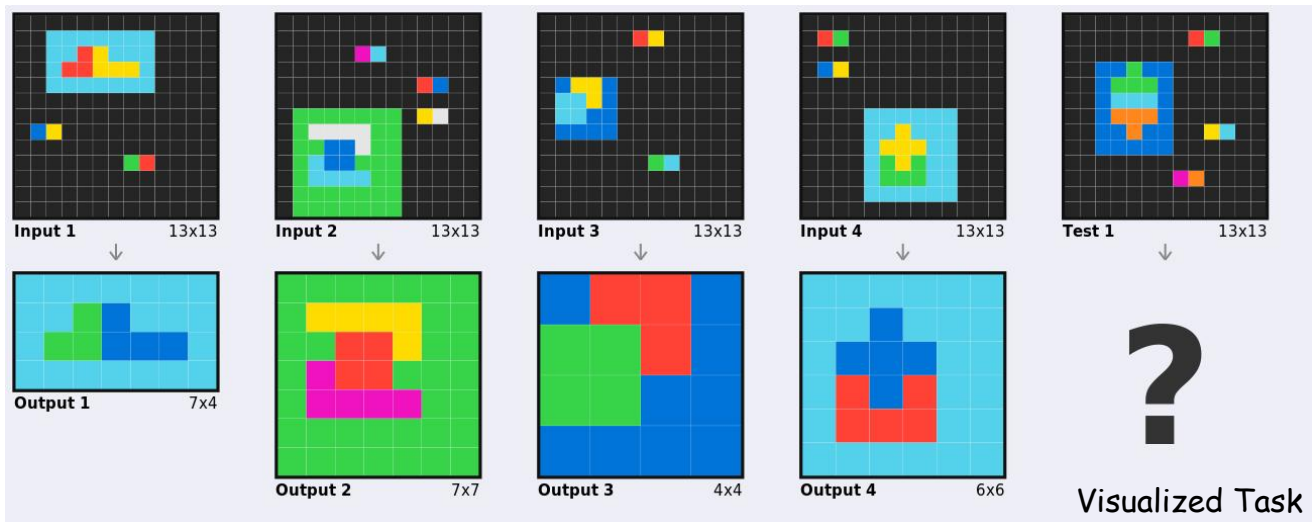 Input 1 13x13
Input 2 13x13
Input 3 13x13
Input 4 13x13
Test 1 13x13
Output 1 7x4
Output 2 7x7
Output 3 4x4
Output 4 6x6
?
Visualized Task